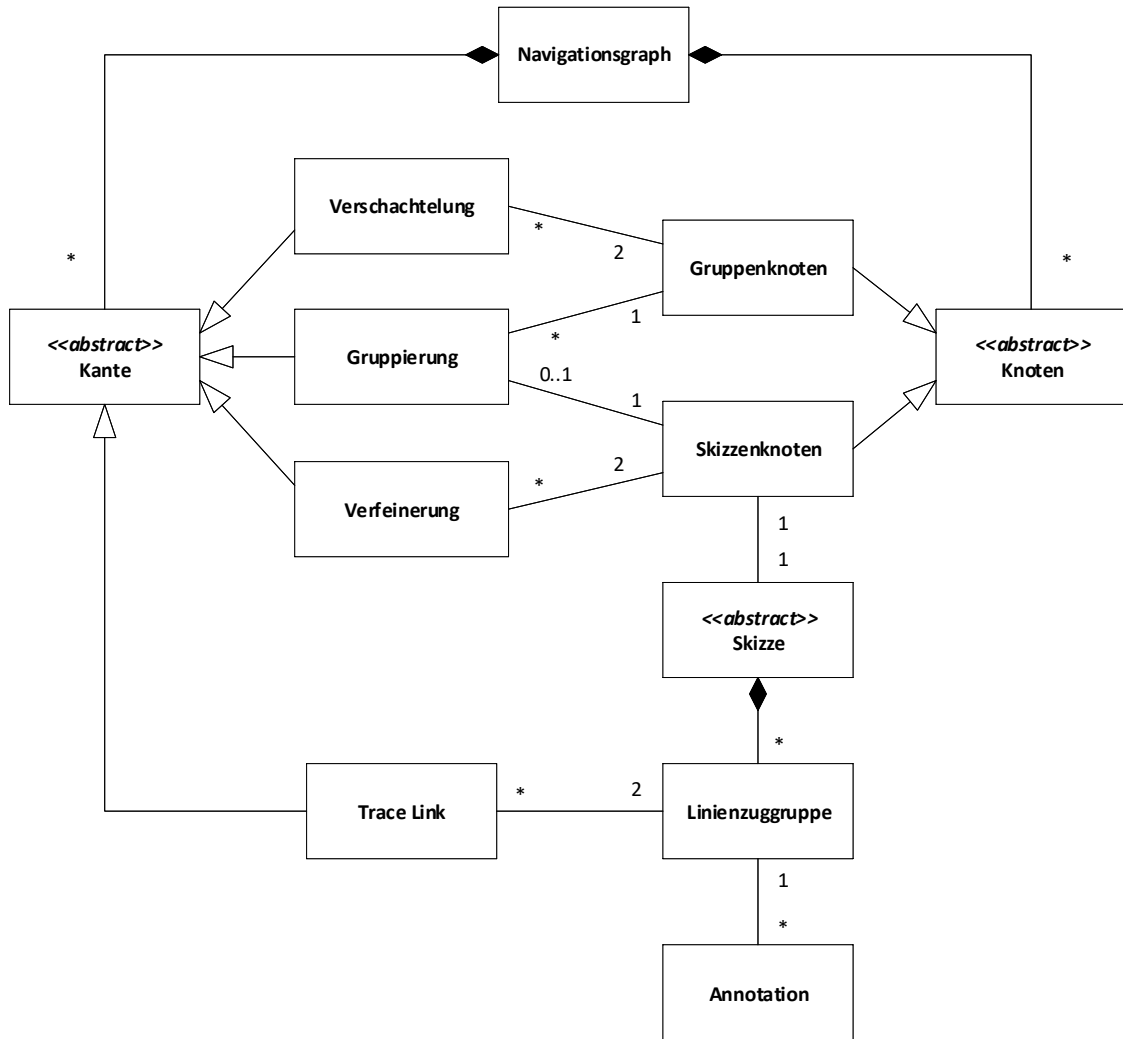 Navigationsgraph
Verschachtelung
*
2
Gruppenknoten
*
*
<<abstract>>
Kante
Gruppierung
*
1
0..1
1
<<abstract>>
Knoten
Skizzenknoten
Verfeinerung
*
2
1
1
<<abstract>>
Skizze
*
Trace Link
*
2
Linienzuggruppe
1
*
Annotation